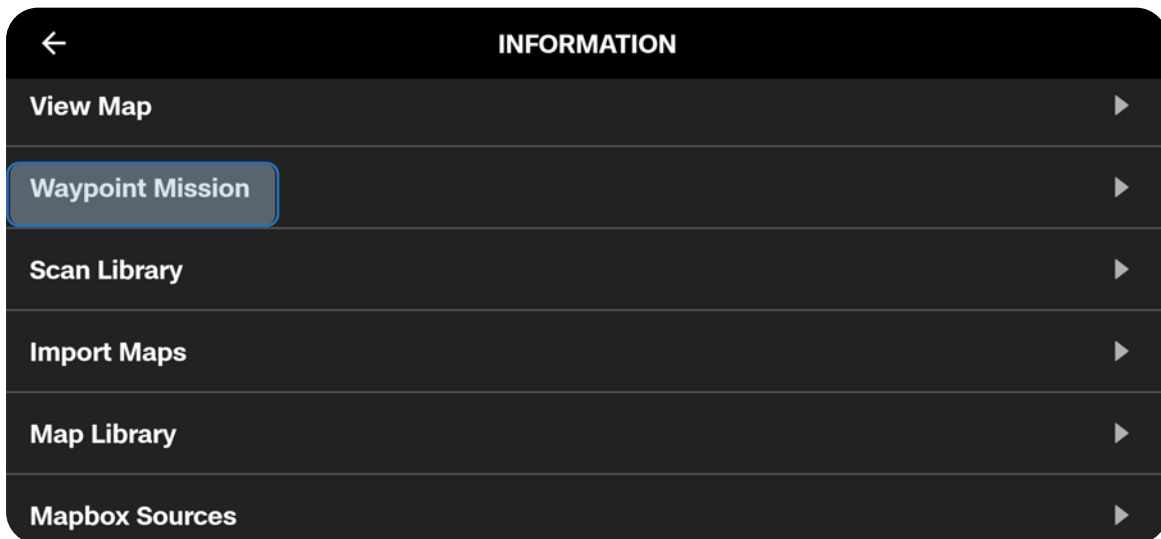 INFORMATION
View Map
Waypoint Mission
Scan Library
Import Maps
Map Library
Mapbox Sources